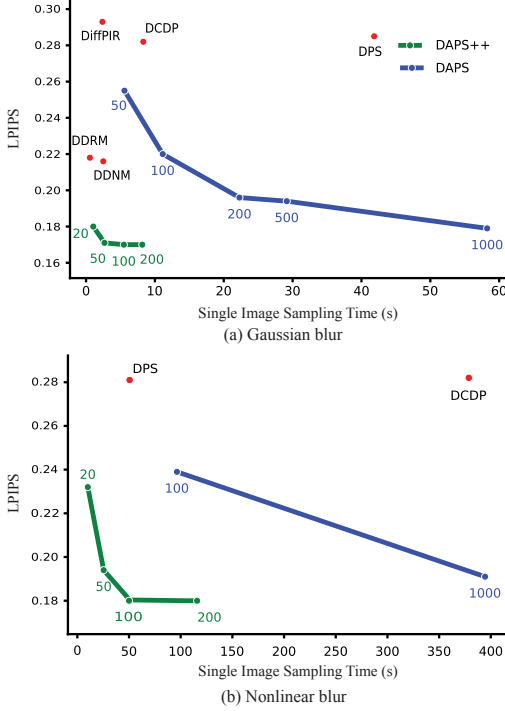 0.30
DiffPIR
DCDP
DPS
DAPS++
DAPS
0.28
0.26
50
0.24
LPIPS
DDRM
DDNM
0.22
100
0.20
200
500
0.18
20
50
100
200
1000
0.16
0 10 20 30 40 50 60
Single Image Sampling Time (s)
(a) Gaussian blur
DPS
DCDP
0.28
0.26
0.24
20
100
LPIPS
0.22
0.20
50
1000
0.18
100
200
0 50 100 150 200 250 300 350 400
Single Image Sampling Time (s)
(b) Nonlinear blur